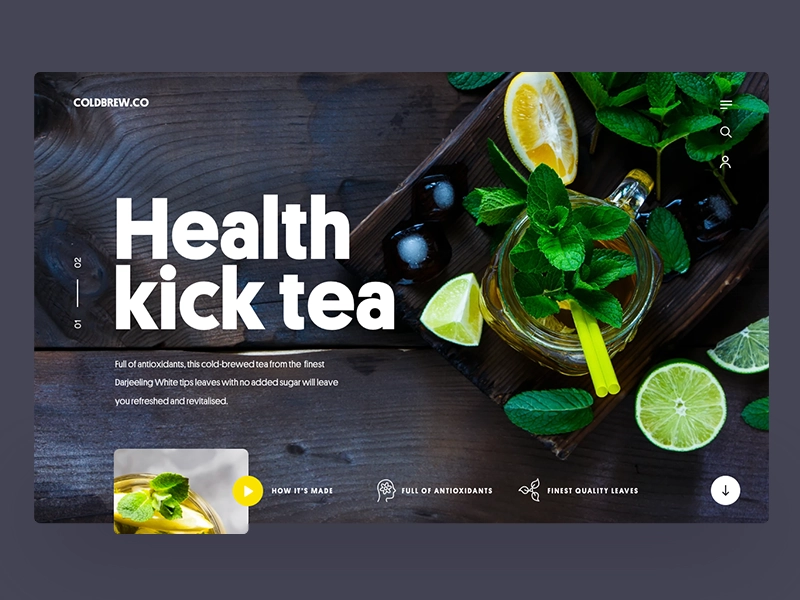 COLDBREW.CO
Health
kick tea
02
01
Full of antioxidants, this cold-brewed tea from the finest
Darjeeling White tips leaves with no added sugar will leave
you refreshed and revitalised.
HOW IT'S MADE
FULL OF ANTIOXIDANTS
FINEST QUALITY LEAVES